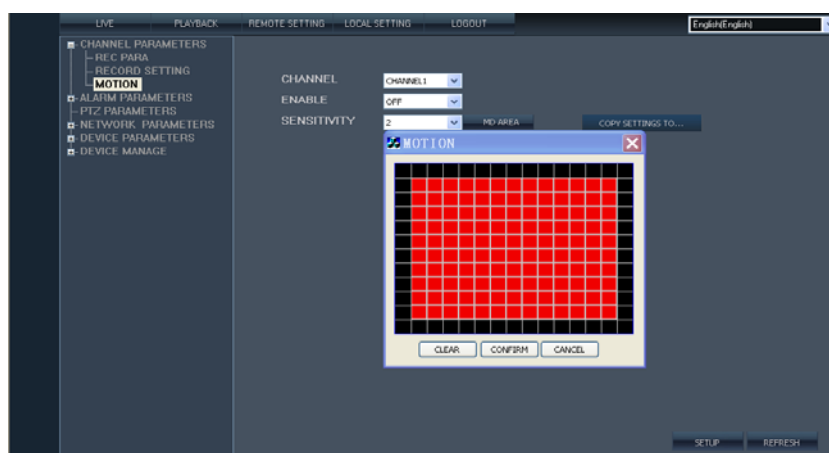 LIVE PLAYBACK REMOTE SETTING LOCAL SETTING LOGOUT English(English)
CHANNEL PARAMETERS
REC PARA
RECORD SETTING
MOTION
ALARM PARAMETERS
PTZ PARAMETERS
NETWORK PARAMETERS
DEVICE PARAMETERS
DEVICE MANAGE
CHANNEL CHANNEL1
ENABLE OFF
SENSITIVITY 2 MD AREA COPY SETTINGS TO...
MOTION
CLEAR CONFIRM CANCEL
SETUP REFRESH